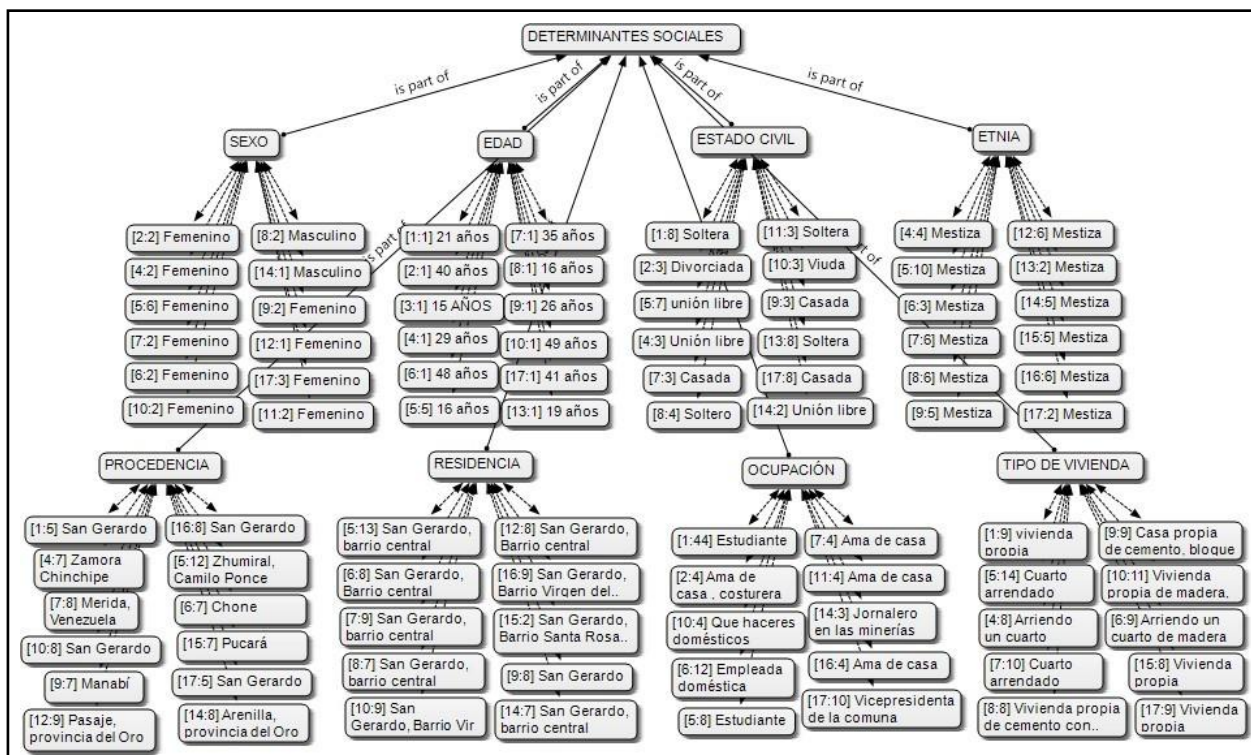 DETERMINANTES SOCIALES
is part of
is part of
is part of
is part of
SEXO
EDAD
ESTADO CIVIL
ETNIA
[2:2] Femenino
[4:2] Femenino
[5:6] Femenino
[7:2] Femenino
[6:2] Femenino
[10:2] Femenino
[8:2] Masculino
[14:1] Masculino
[9:2] Femenino
[12:1] Femenino
[17:3] Femenino
[11:2] Femenino
is part of
[1:1] 21 años
[2:1] 40 años
[3:1] 15 AÑOS
[4:1] 29 años
[6:1] 48 años
[5:5] 16 años
[7:1] 35 años
[8:1] 16 años
[9:1] 26 años
[10:1] 49 años
[17:1] 41 años
[13:1] 19 años
is part of
[1:8] Soltera
[2:3] Divorciada
[5:7] unión libre
[4:3] Unión libre
[7:3] Casada
[8:4] Soltero
[11:3] Soltera
[10:3] Viuda
[9:3] Casada
[13:8] Soltera
[17:8] Casada
[14:2] Unión libre
is part of
is part of
[4:4] Mestiza
[5:10] Mestiza
[6:3] Mestiza
[7:6] Mestiza
[8:6] Mestiza
[9:5] Mestiza
[12:6] Mestiza
[13:2] Mestiza
[14:5] Mestiza
[15:5] Mestiza
[16:6] Mestiza
[17:2] Mestiza
PROCEDENCIA
RESIDENCIA
OCUPACIÓN
TIPO DE VIVIENDA
[1:5] San Gerardo
[4:7] Zamora
Chinchipe
[7:8] Merida,
Venezuela
[10:8] San Gerardo
[9:7] Manabí
[12:9] Pasaje,
provincia del Oro
[16:8] San Gerardo
[5:12] Zhumiral,
Camilo Ponce
[6:7] Chone
[15:7] Pucará
[17:5] San Gerardo
[14:8] Arenilla,
provincia del Oro
[5:13] San Gerardo,
barrio central
[6:8] San Gerardo,
Barrio central
[7:9] San Gerardo,
barrio central
[8:7] San Gerardo,
barrio central
[10:9] San
Gerardo, Barrio Vir
[12:8] San Gerardo,
Barrio central
[16:9] San Gerardo,
Barrio Virgen del..
[15:2] San Gerardo,
Barrio Santa Rosa..
[9:8] San Gerardo
[14:7] San Gerardo,
barrio central
[1:44] Estudiante
[2:4] Ama de
casa , costurera
[10:4] Que haceres
domésticos
[6:12] Empleada
doméstica
[5:8] Estudiante
[7:4] Ama de casa
[11:4] Ama de casa
[14:3] Jornalero
en las minerías
[16:4] Ama de casa
[17:10] Vicepresidenta
de la comuna
[1:9] vivienda
propia
[5:14] Cuarto
arrendado
[4:8] Arriendo
un cuarto
[7:10] Cuarto
arrendado
[8:8] Vivienda propia
de cemento con..
[9:9] Casa propia
de cemento, bloque
[10:11] Vivienda
propia de madera,
[6:9] Arriendo un
cuarto de madera
[15:8] Vivienda
propia
[17:9] Vivienda
propia